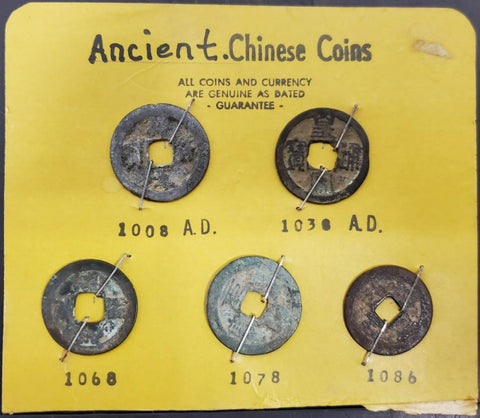 Ancient. Chinese Coins
ALL COINS AND CURRENCY
ARE GENUINE AS DATED
- GUARANTEE -
1008 A.D.
1038 A.D.
1068
1078
1086